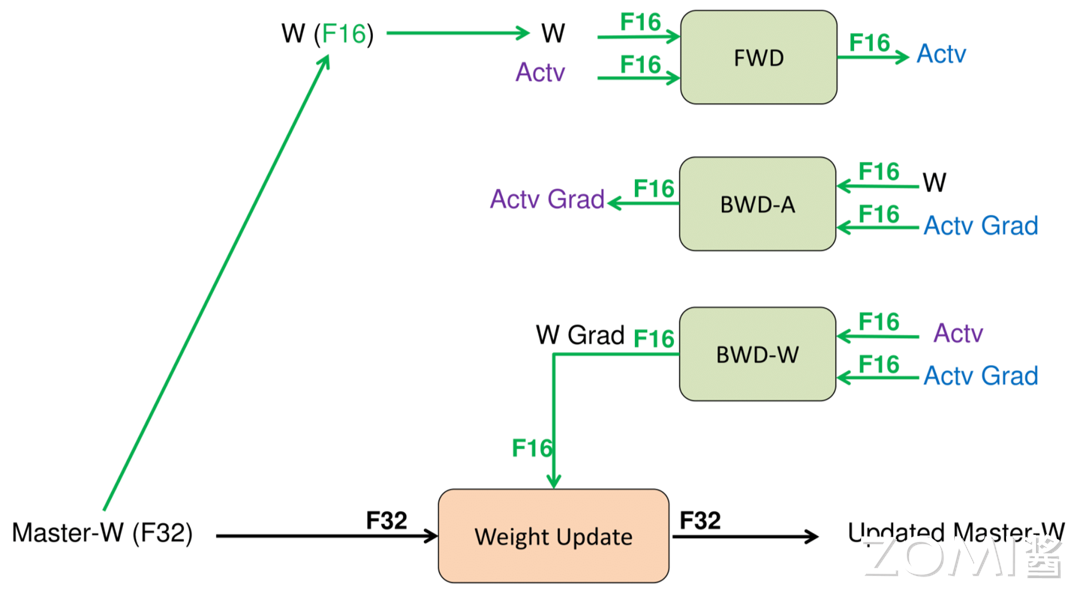 W (F16)
W
F16
Actv
F16
FWD
F16
Actv
Actv Grad
F16
BWD-A
F16
W
F16
Actv Grad
W Grad
F16
BWD-W
F16
Actv
F16
Actv Grad
F16
Master-W (F32)
F32
Weight Update
F32
Updated Master-W
ZOMI酱